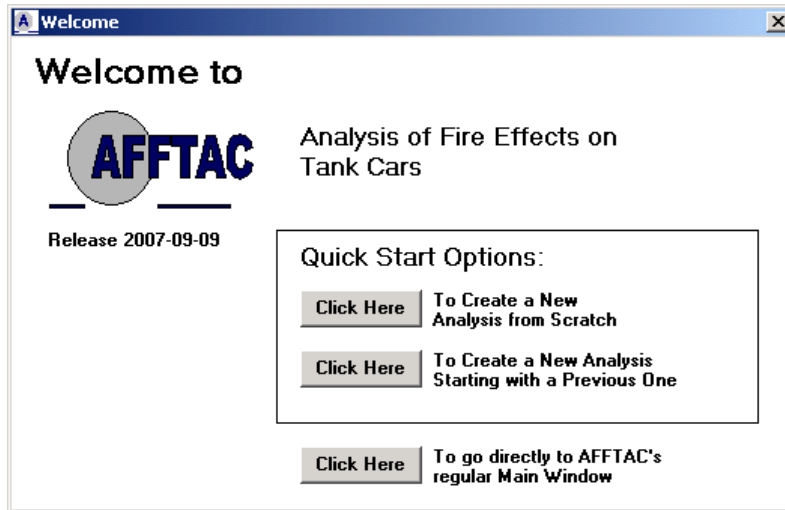 Welcome
Welcome to
AFFTAC
Analysis of Fire Effects on
Tank Cars
Release 2007-09-09
Quick Start Options:
Click Here
To Create a New
Analysis from Scratch
Click Here
To Create a New Analysis
Starting with a Previous One
Click Here
To go directly to AFFTAC's
regular Main Window